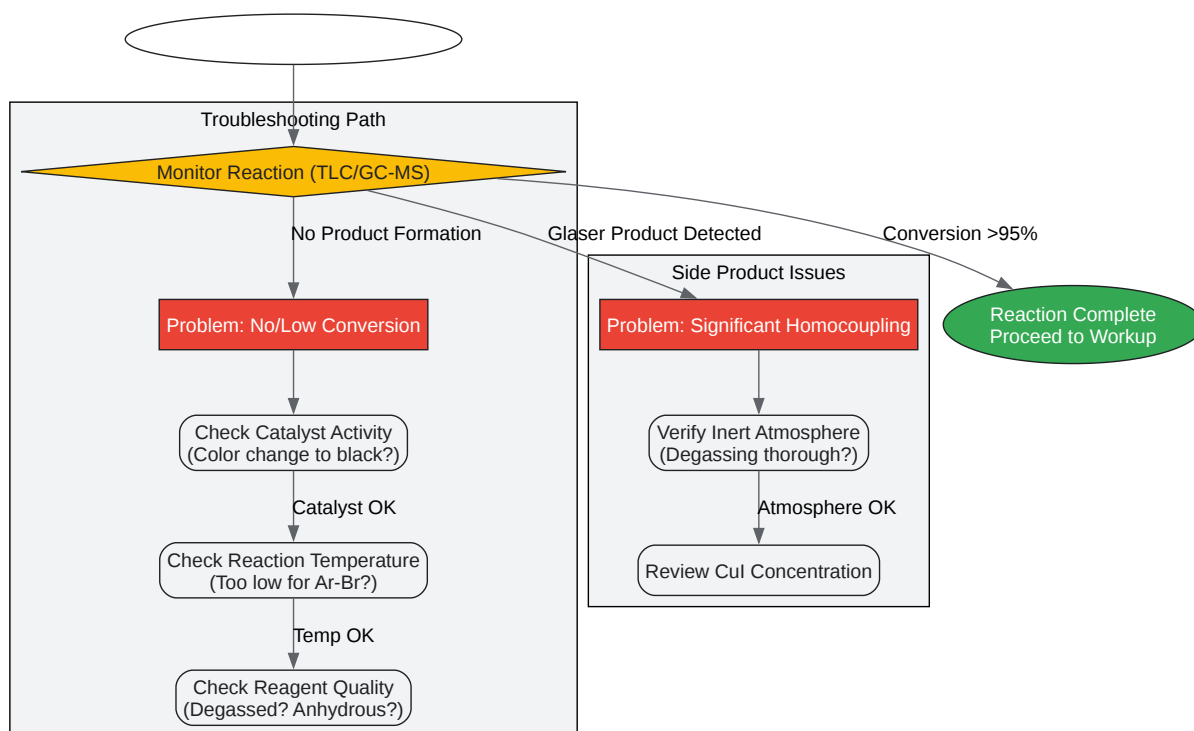 Troubleshooting Path
Monitor Reaction (TLC/GC-MS)
No Product Formation
Glaser Product Detected
Conversion >95%
Side Product Issues
Problem: No/Low Conversion
Problem: Significant Homocoupling
Reaction Complete
Proceed to Workup
Check Catalyst Activity
(Color change to black?)
Verify Inert Atmosphere
(Degassing thorough?)
Catalyst OK
Atmosphere OK
Check Reaction Temperature
(Too low for Ar-Br?)
Review CuI Concentration
Temp OK
Check Reagent Quality
(Degassed? Anhydrous?)